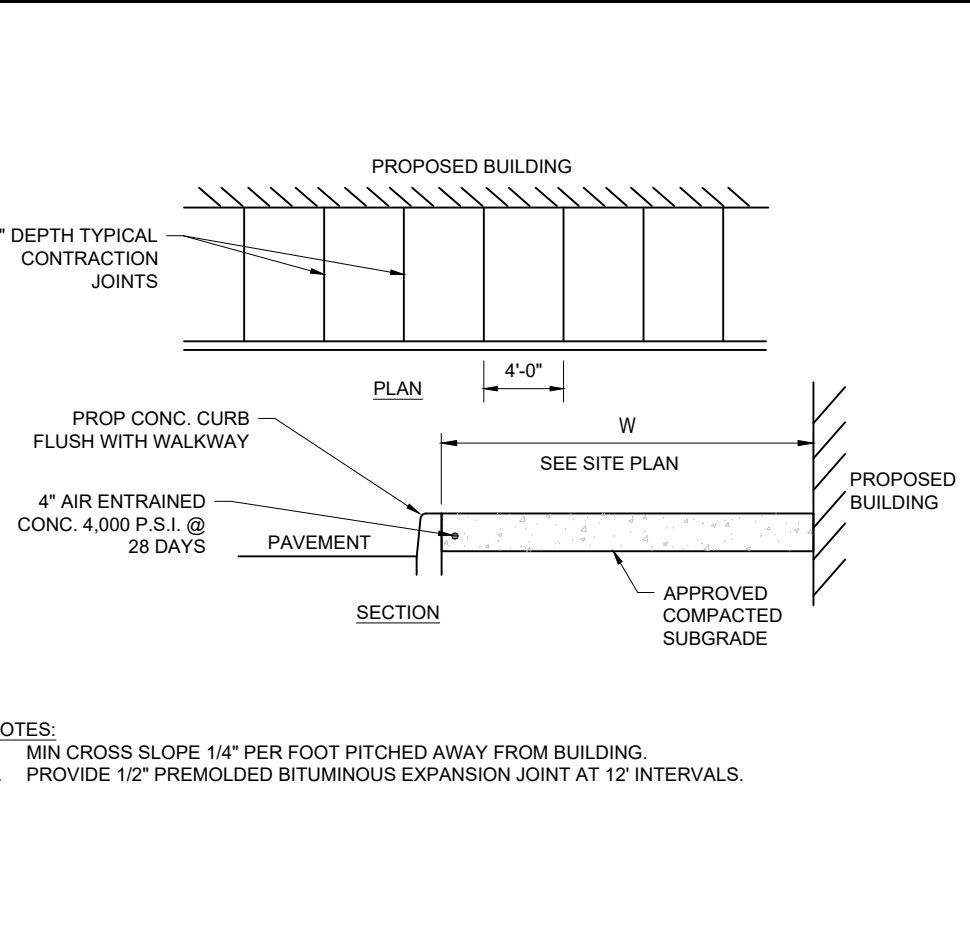 PROPOSED BUILDING
" DEPTH TYPICAL
CONTRACTION
JOINTS
4'-0"
PLAN
PROP CONC. CURB
FLUSH WITH WALKWAY
W
SEE SITE PLAN
PROPOSED
BUILDING
4" AIR ENTRAINED
CONC. 4,000 P.S.I. @
28 DAYS
PAVEMENT
APPROVED
COMPACTED
SUBGRADE
SECTION
OTES:
MIN CROSS SLOPE 1/4" PER FOOT PITCHED AWAY FROM BUILDING.
. PROVIDE 1/2" PREMOLDED BITUMINOUS EXPANSION JOINT AT 12' INTERVALS.